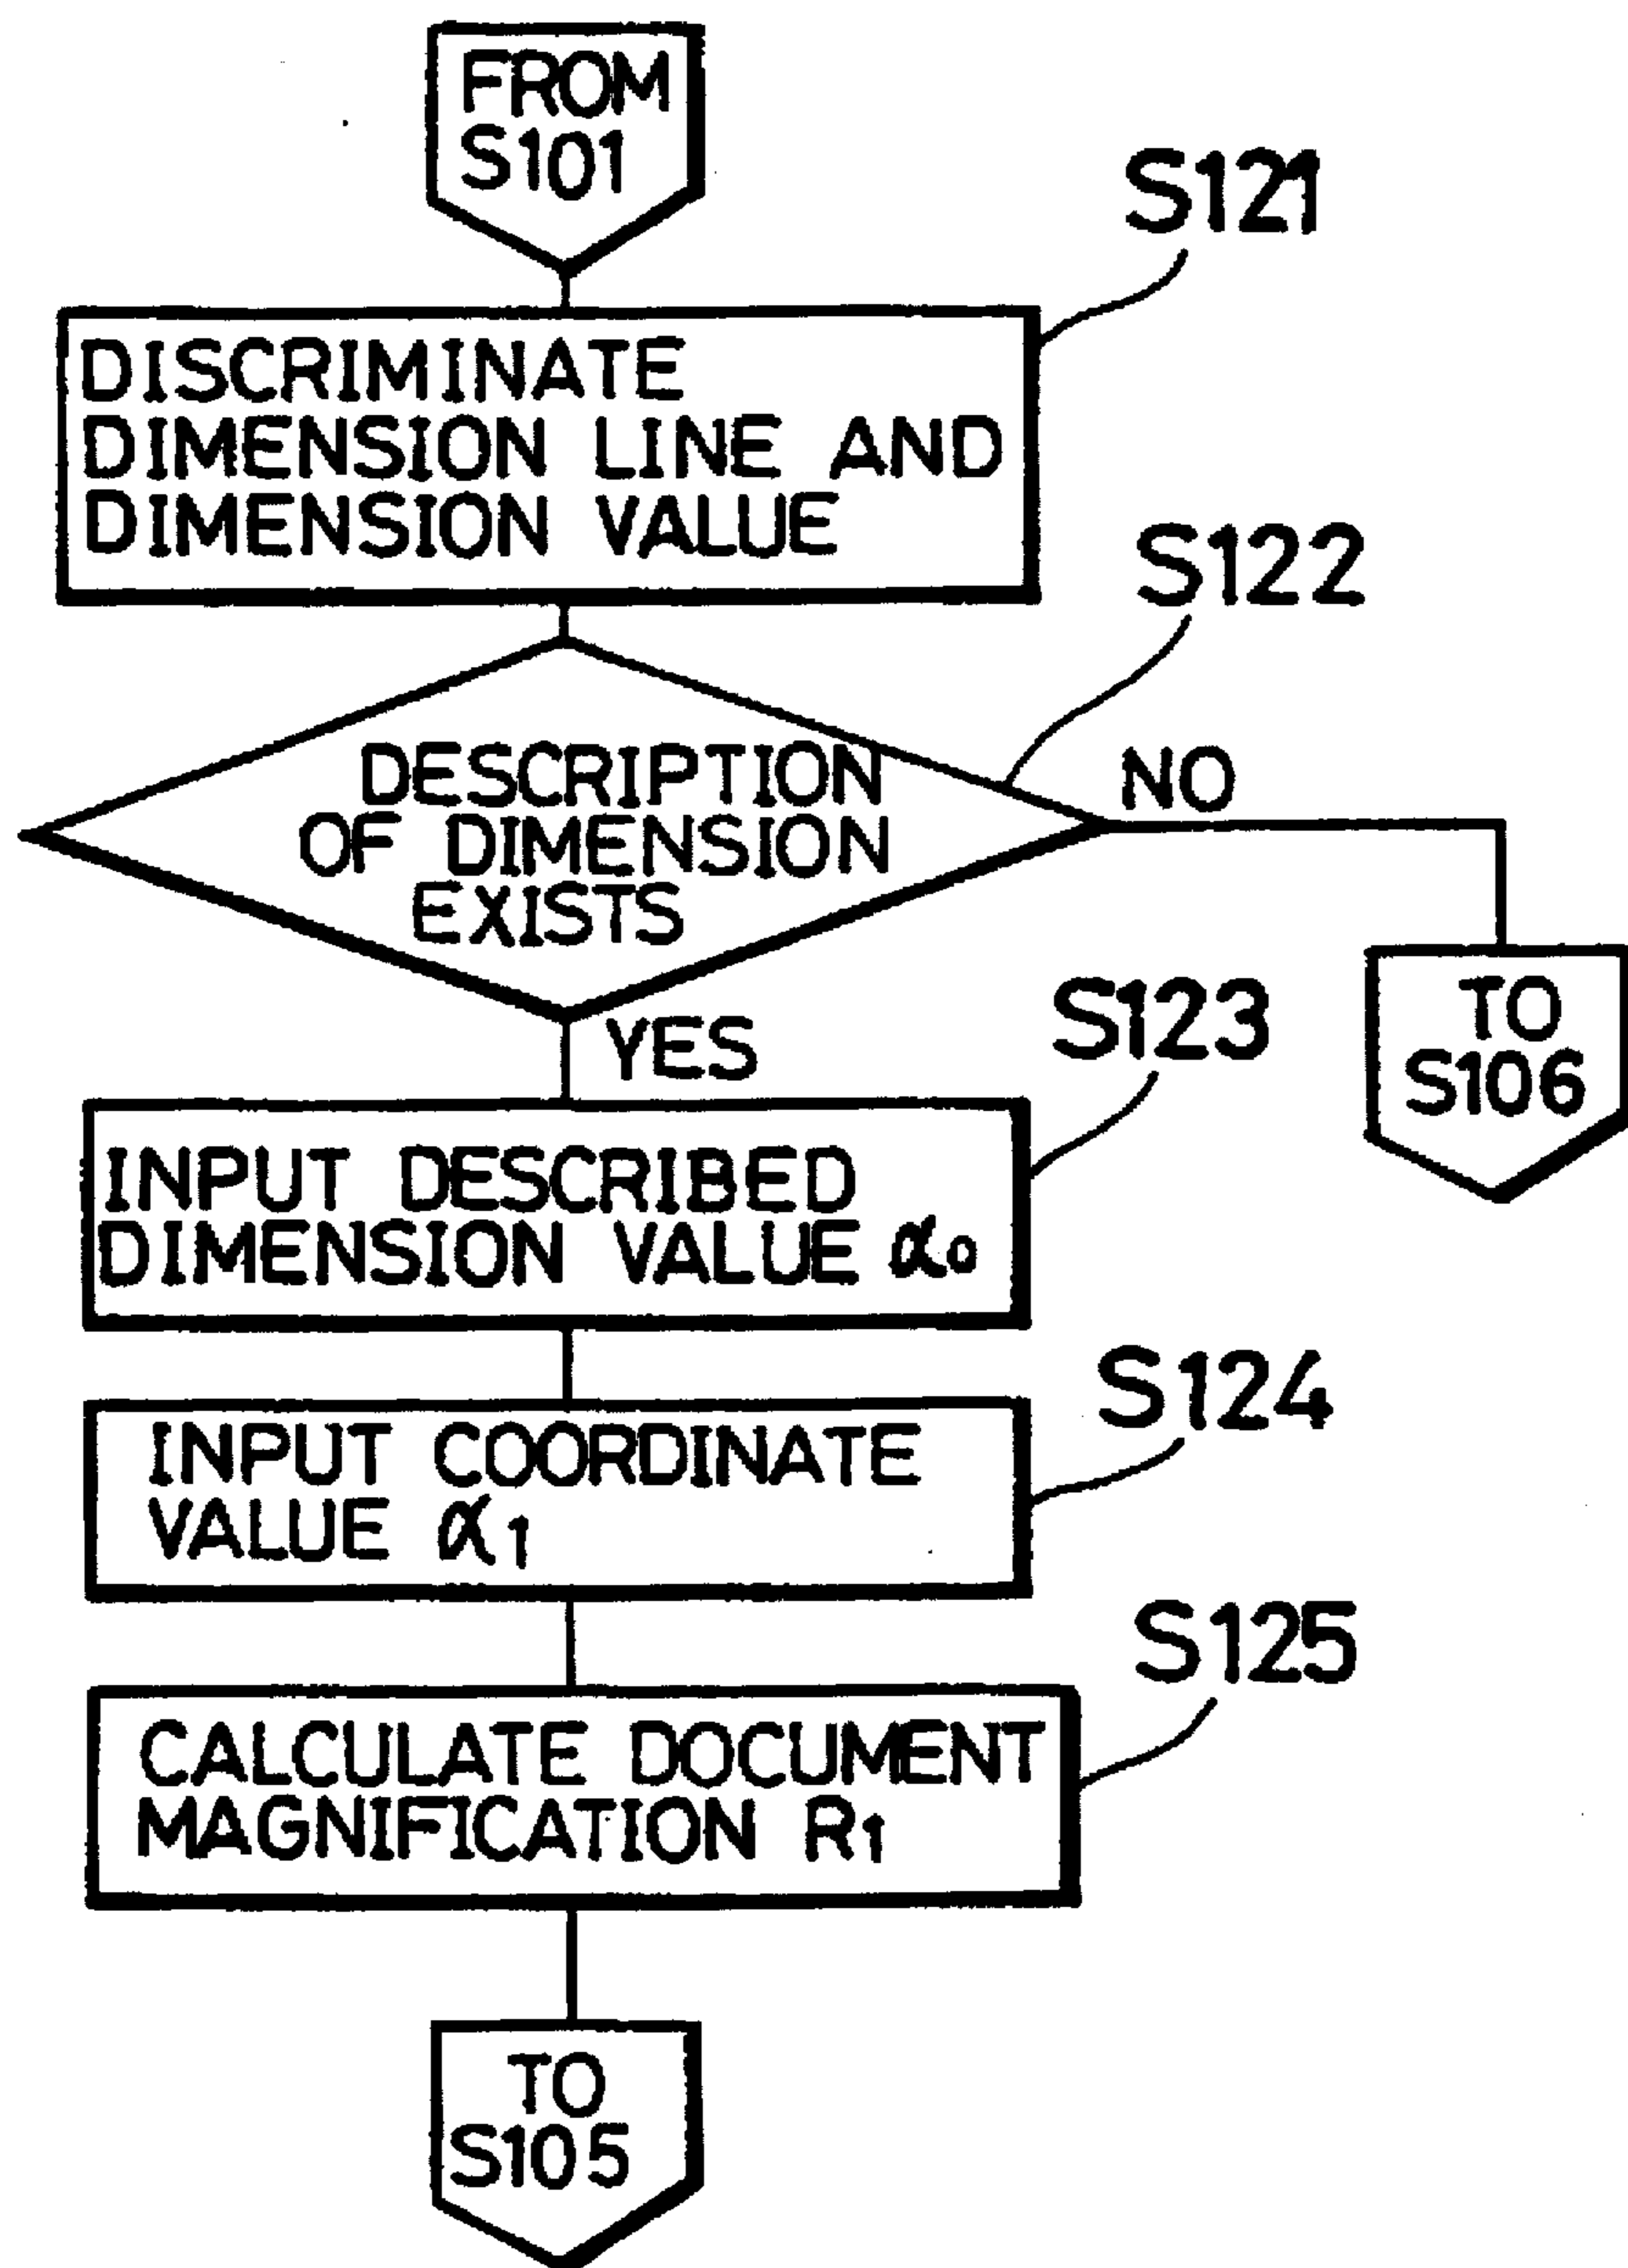 FROM
S101
S121
DISCRIMINATE
DIMENSION LINE AND
DIMENSION VALUE
S122
DESCRIPTION
OF DIMENSION
EXISTS
NO
YES
S123
TO
S106
INPUT DESCRIBED
DIMENSION VALUE α0
S124
INPUT COORDINATE
VALUE α1
S125
CALCULATE DOCUMENT
MAGNIFICATION R1
TO
S105